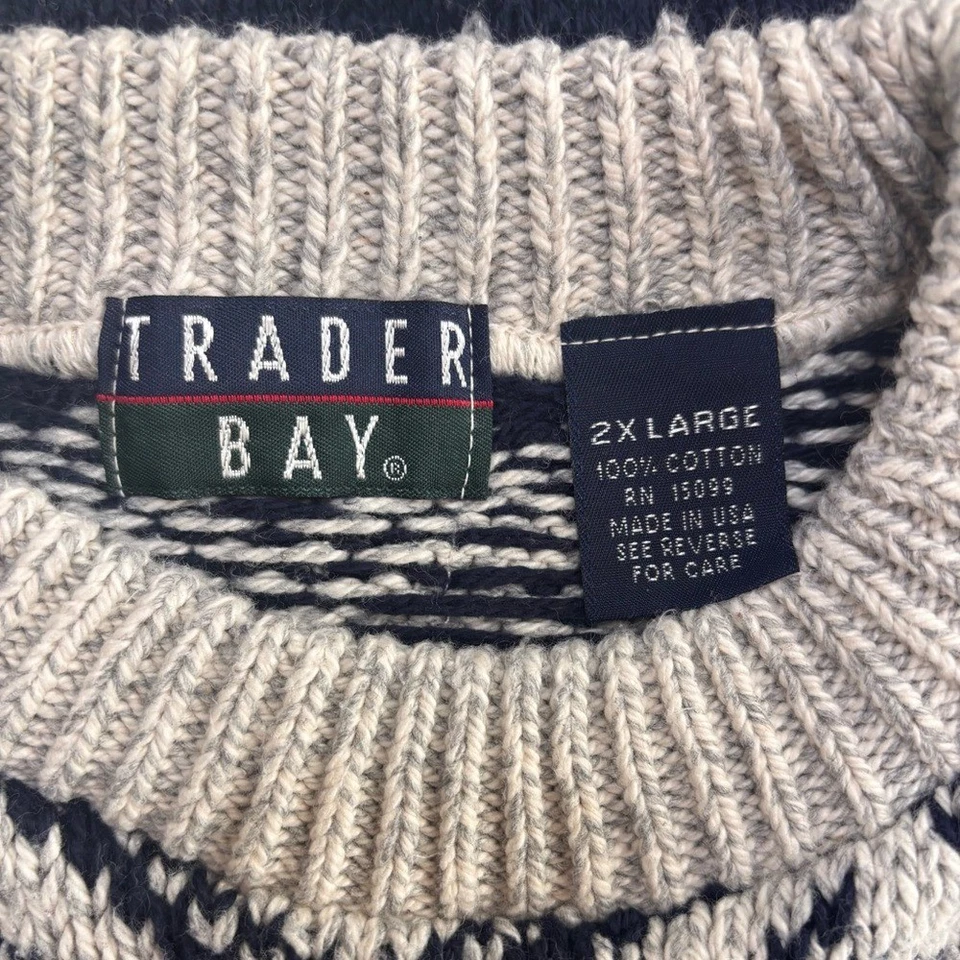 TRADER
BAY®
2X LARGE
100% COTTON
RN 15099
MADE IN USA
SEE REVERSE
FOR CARE